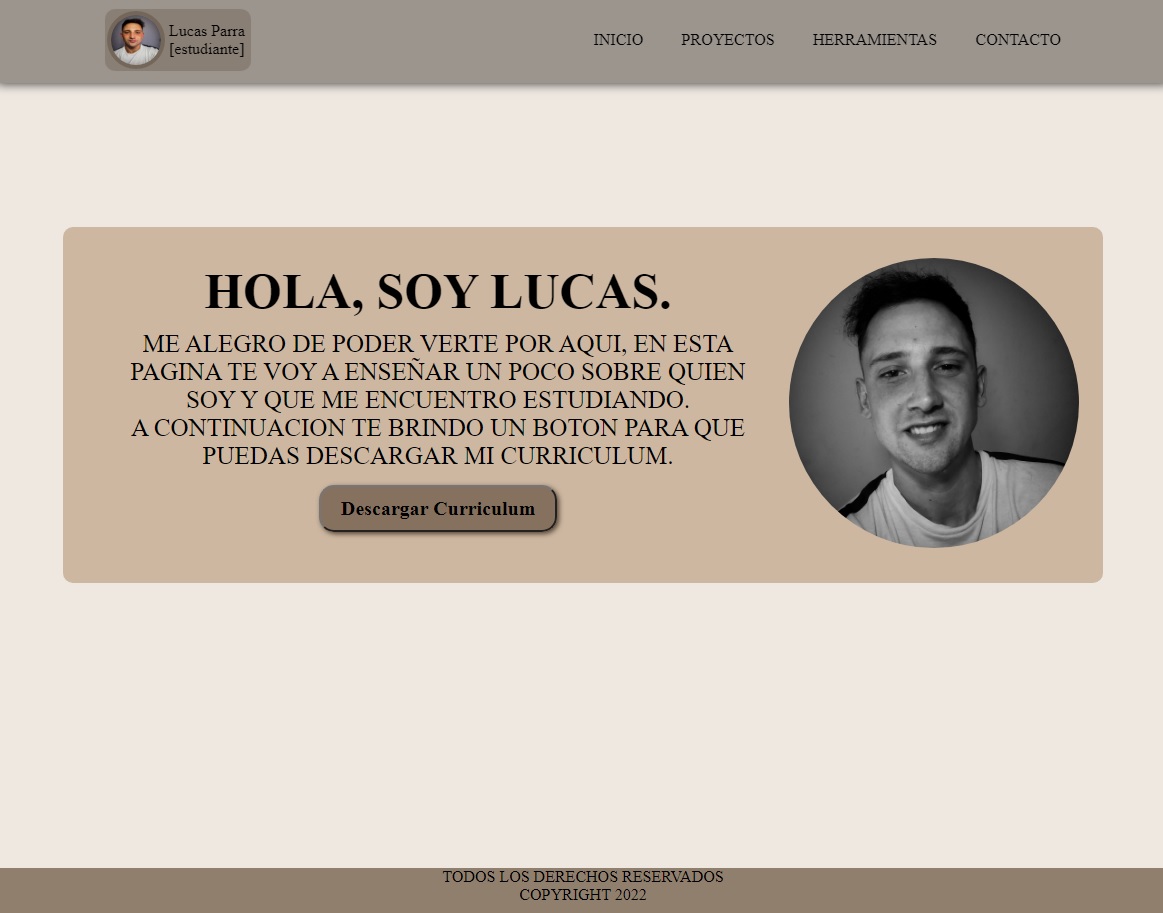 Lucas Parra
[estudiante]
INICIO PROYECTOS HERRAMIENTAS CONTACTO
HOLA, SOY LUCAS.
ME ALEGRO DE PODER VERTE POR AQUI, EN ESTA
PAGINA TE VOY A ENSEÑAR UN POCO SOBRE QUIEN
SOY Y QUE ME ENCUENTRO ESTUDIANDO.
A CONTINUACION TE BRINDO UN BOTON PARA QUE
PUEDAS DESCARGAR MI CURRICULUM.
Descargar Curriculum
TODOS LOS DERECHOS RESERVADOS
COPYRIGHT 2022